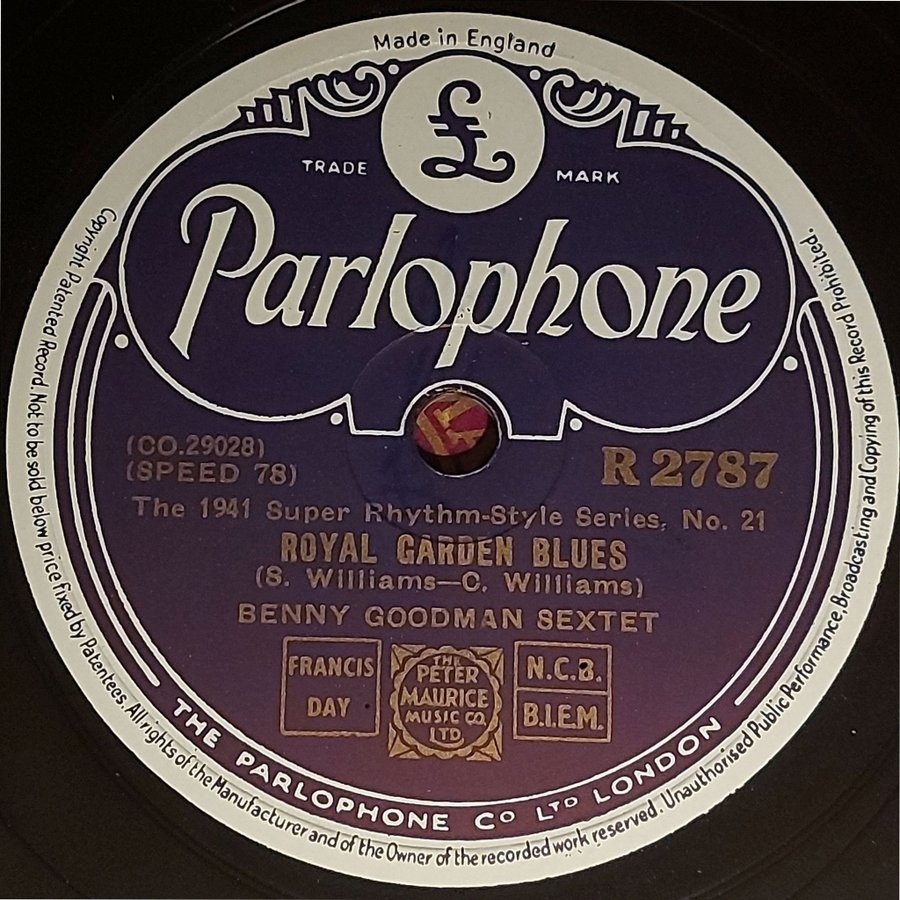 Made in England
£
TRADE MARK
Parlophone
(CO.29028)
(SPEED 78)
R 2787
The 1941 Super Rhythm-Style Series, No. 21
ROYAL GARDEN BLUES
(S. Williams—C. Williams)
BENNY GOODMAN SEXTET
FRANCIS
DAY
THE
PETER
MAURICE
MUSIC CO.
LTD.
N.C.B.
B.I.E.M.
THE PARLOPHONE CO LTD LONDON
Copyright Patented Record. Not to be sold below price fixed by Patentees. All rights of the Manufacturer and of the Owner of the recorded work reserved. Unauthorised Public Performance, Broadcasting and Copying of this Record Prohibited.